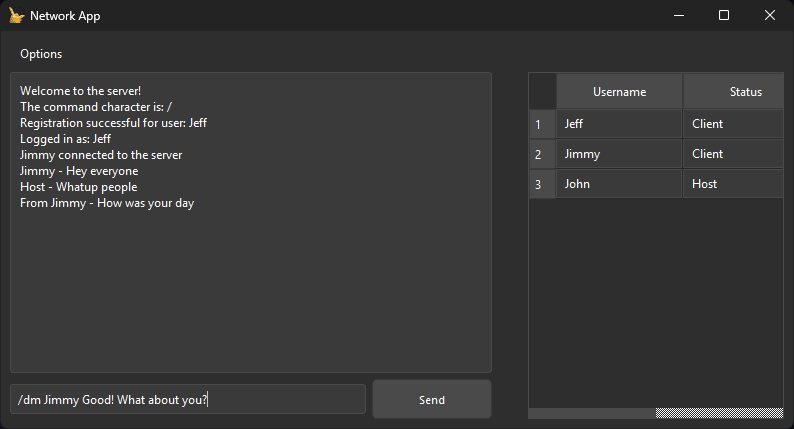 Network App
Options
Welcome to the server!
The command character is: /
Registration successful for user: Jeff
Logged in as: Jeff
Jimmy connected to the server
Jimmy - Hey everyone
Host - Whatup people
From Jimmy - How was your day
/dm Jimmy Good! What about you?
Send
Username Status
1 Jeff Client
2 Jimmy Client
3 John Host